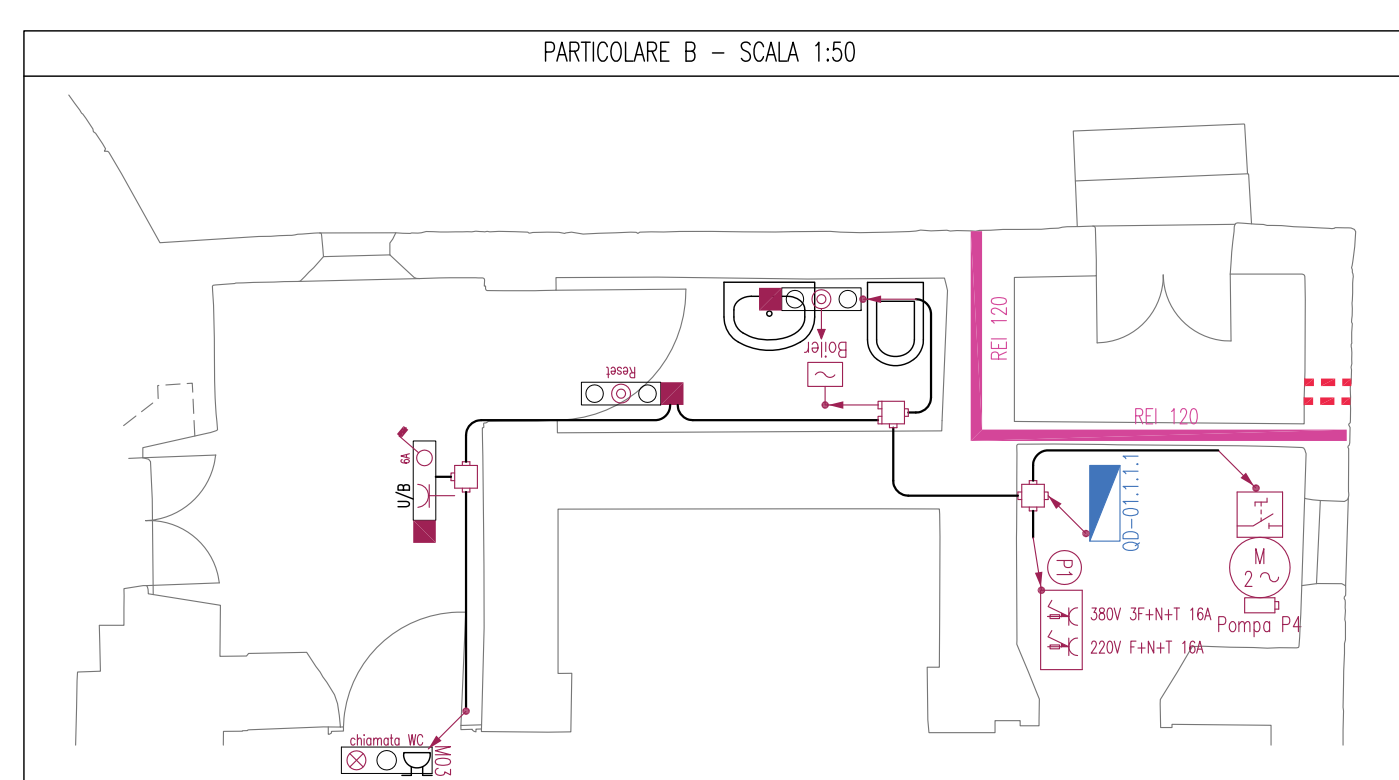 PARTICOLARE B - SCALA 1:50
REI 120
Boiler
Reset
REI 120
6A
U/B
QD-01.1.1.1
M
2
P1
380V 3F+N+T 16A
Pompa P4
220V F+N+T 16A
chiamata WC
M03